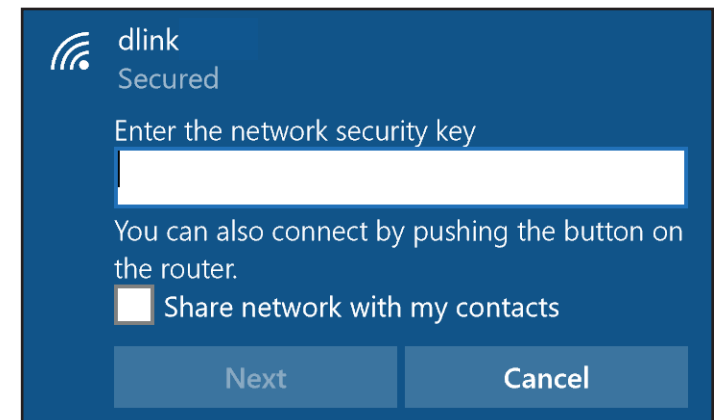 dlink
Secured
Enter the network security key
You can also connect by pushing the button on
the router.
Share network with my contacts
Next
Cancel